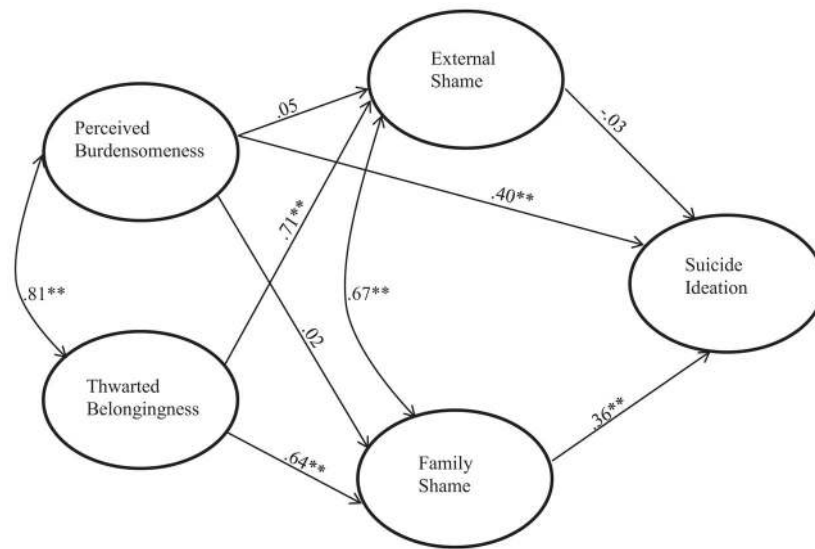 External
Shame
Perceived
Burdensomeness
.05
-.03
.40**
.71**
Suicide
Ideation
.81**
.67**
.02
Thwarted
Belongingness
.64**
.36**
Family
Shame